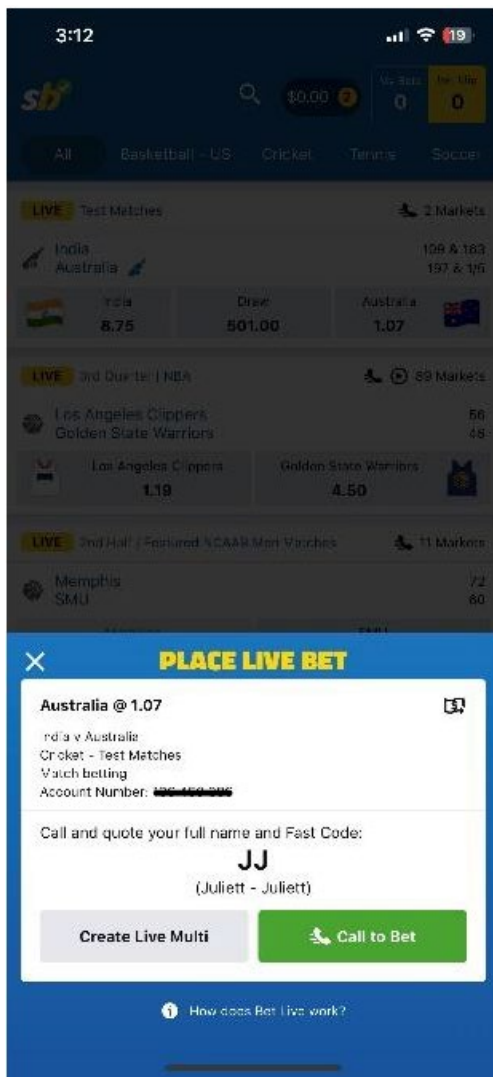 3:12
19
sb
$0.00 2
My Bets
0
Bet Slip
0
All Basketball - US Cricket Tennis Soccer
LIVE Test Matches 2 Markets
India 109 & 163
Australia 197 & 1/5
India Draw Australia
8.75 501.00 1.07
LIVE 3rd Quarter | NBA 89 Markets
Los Angeles Clippers 56
Golden State Warriors
Los Angeles Clippers Golden State Warriors
1.19 4.50
LIVE 2nd Half / Featured NCAAB Men Matches 11 Markets
Memphis 72
SMU 60
PLACE LIVE BET
Australia @ 1.07
India v Australia
Cricket - Test Matches
Match betting
Account Number:
Call and quote your full name and Fast Code:
JJ
(Juliett - Juliett)
Create Live Multi Call to Bet
How does Bet Live work?